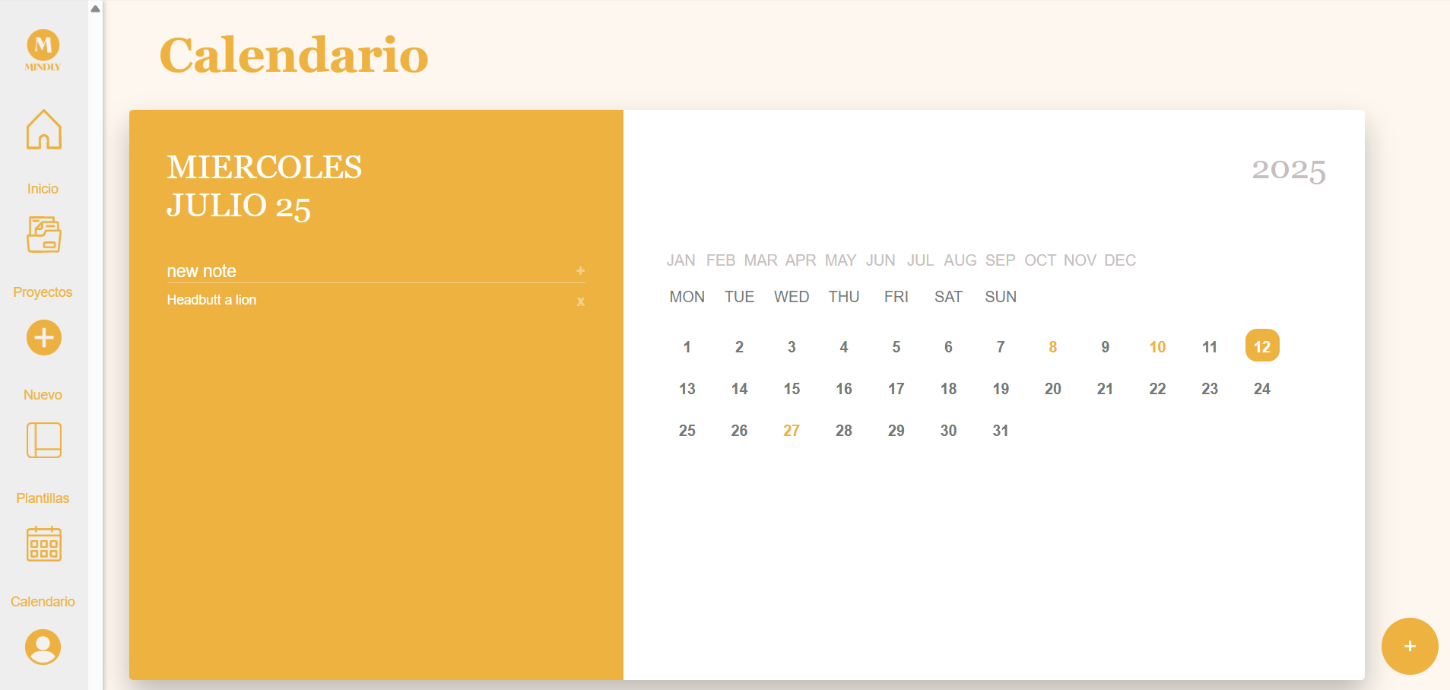 M
MINDLY
Inicio
Proyectos
Nuevo
Plantillas
Calendario
Calendario
MIERCOLES
JULIO 25
new note +
Headbutt a lion x
2025
JAN FEB MAR APR MAY JUN JUL AUG SEP OCT NOV DEC
MON TUE WED THU FRI SAT SUN
1 2 3 4 5 6 7 8 9 10 11 12
13 14 15 16 17 18 19 20 21 22 23 24
25 26 27 28 29 30 31
+